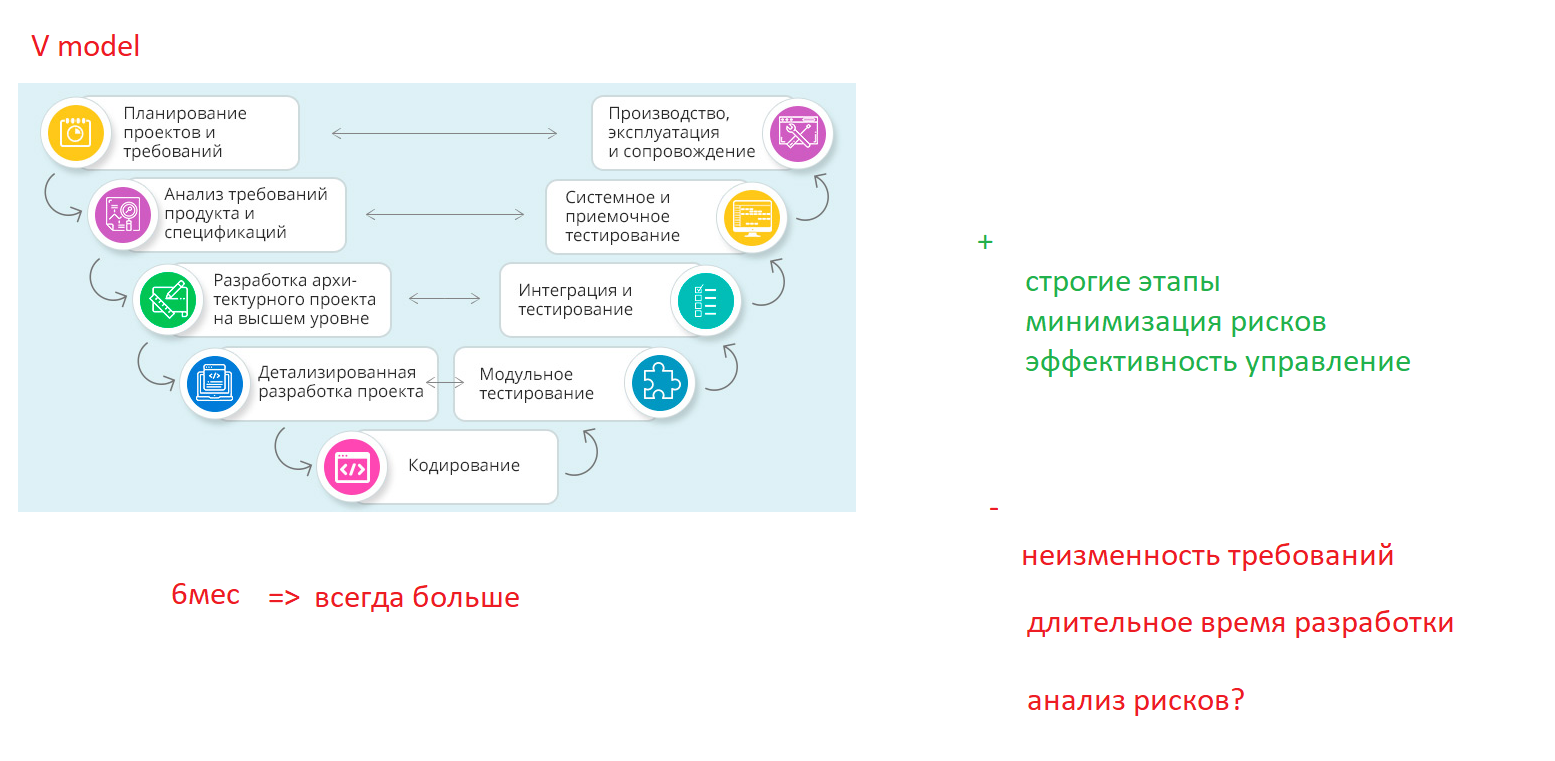 V model
Планирование
проектов и
требований
Производство,
эксплуатация
и сопровождение
Анализ требований
продукта и
спецификаций
Системное и
приемочное
тестирование
Разработка архи-
тектурного проекта
на высшем уровне
Интеграция и
тестирование
Детализированная
разработка проекта
Модульное
тестирование
Кодирование
6мес => всегда больше
+
строгие этапы
минимизация рисков
эффективность управление
-
неизменность требований
длительное время разработки
анализ рисков?